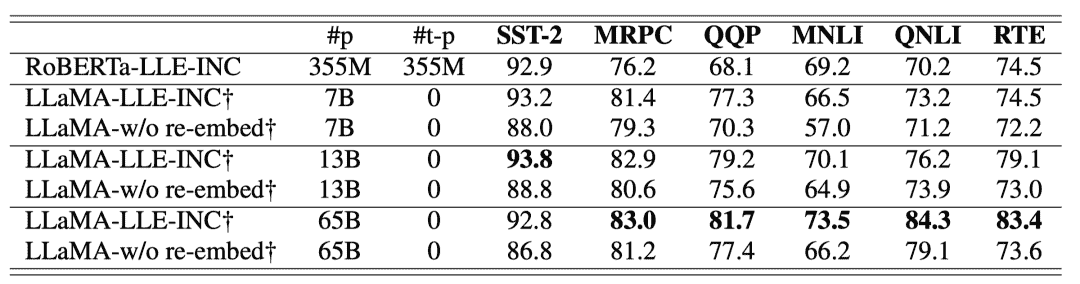 #p #t-p SST-2 MRPC QQP MNLI QNLI RTE
RoBERTa-LLE-INC 355M 355M 92.9 76.2 68.1 69.2 70.2 74.5
LLaMA-LLE-INC† 7B 0 93.2 81.4 77.3 66.5 73.2 74.5
LLaMA-w/o re-embed† 7B 0 88.0 79.3 70.3 57.0 71.2 72.2
LLaMA-LLE-INC† 13B 0 93.8 82.9 79.2 70.1 76.2 79.1
LLaMA-w/o re-embed† 13B 0 88.8 80.6 75.6 64.9 73.9 73.0
LLaMA-LLE-INC† 65B 0 92.8 83.0 81.7 73.5 84.3 83.4
LLaMA-w/o re-embed† 65B 0 86.8 81.2 77.4 66.2 79.1 73.6